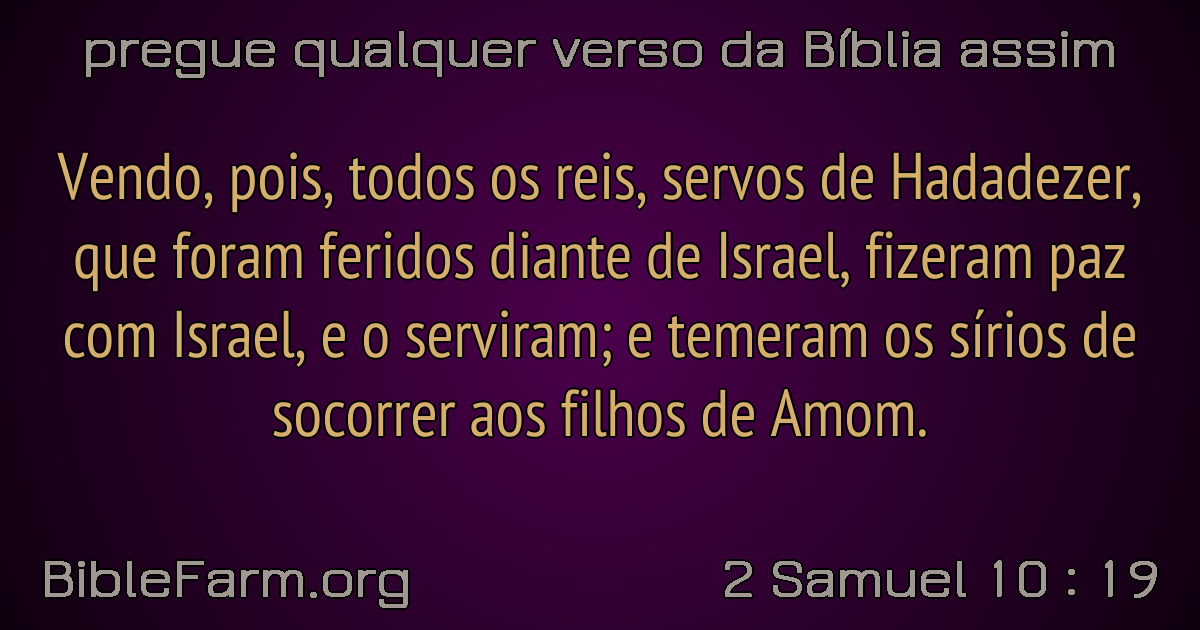 pregue qualquer verso da Bíblia assim
Vendo, pois, todos os reis, servos de Hadadezer,
que foram feridos diante de Israel, fizeram paz
com Israel, e o serviram; e temeram os sírios de
socorrer aos filhos de Amom.
BibleFarm.org
2 Samuel 10 : 19